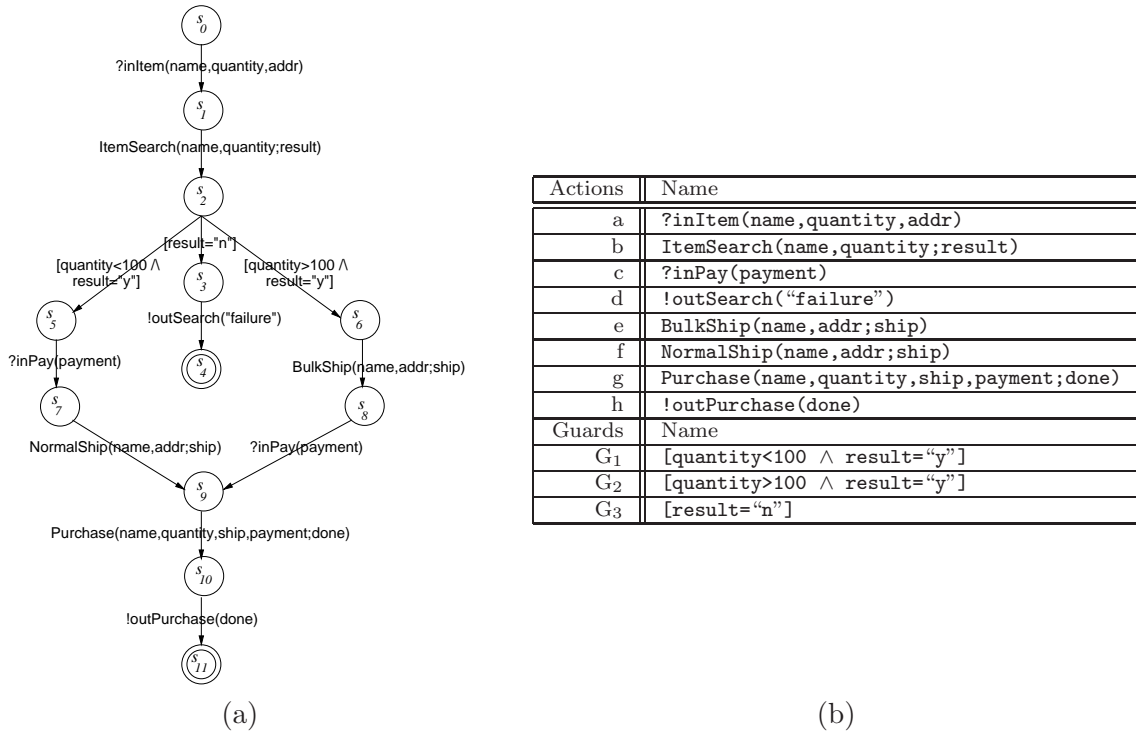 s0
?inItem(name,quantity,addr)
s1
ItemSearch(name,quantity;result)
s2
[result="n"]
[quantity<100 /\
result="y"]
[quantity>100 /\
result="y"]
s3
s5
s6
!outSearch("failure")
?inPay(payment)
s4
BulkShip(name,addr;ship)
s7
s8
NormalShip(name,addr;ship)
?inPay(payment)
s9
Purchase(name,quantity,ship,payment;done)
s10
!outPurchase(done)
s11
(a)
Actions Name
a ?inItem(name,quantity,addr)
b ItemSearch(name,quantity;result)
c ?inPay(payment)
d !outSearch(“failure”)
e BulkShip(name,addr;ship)
f NormalShip(name,addr;ship)
g Purchase(name,quantity,ship,payment;done)
h !outPurchase(done)
Guards Name
G1 [quantity<100 ∧ result=“y”]
G2 [quantity>100 ∧ result=“y”]
G3 [result=“n”]
(b)